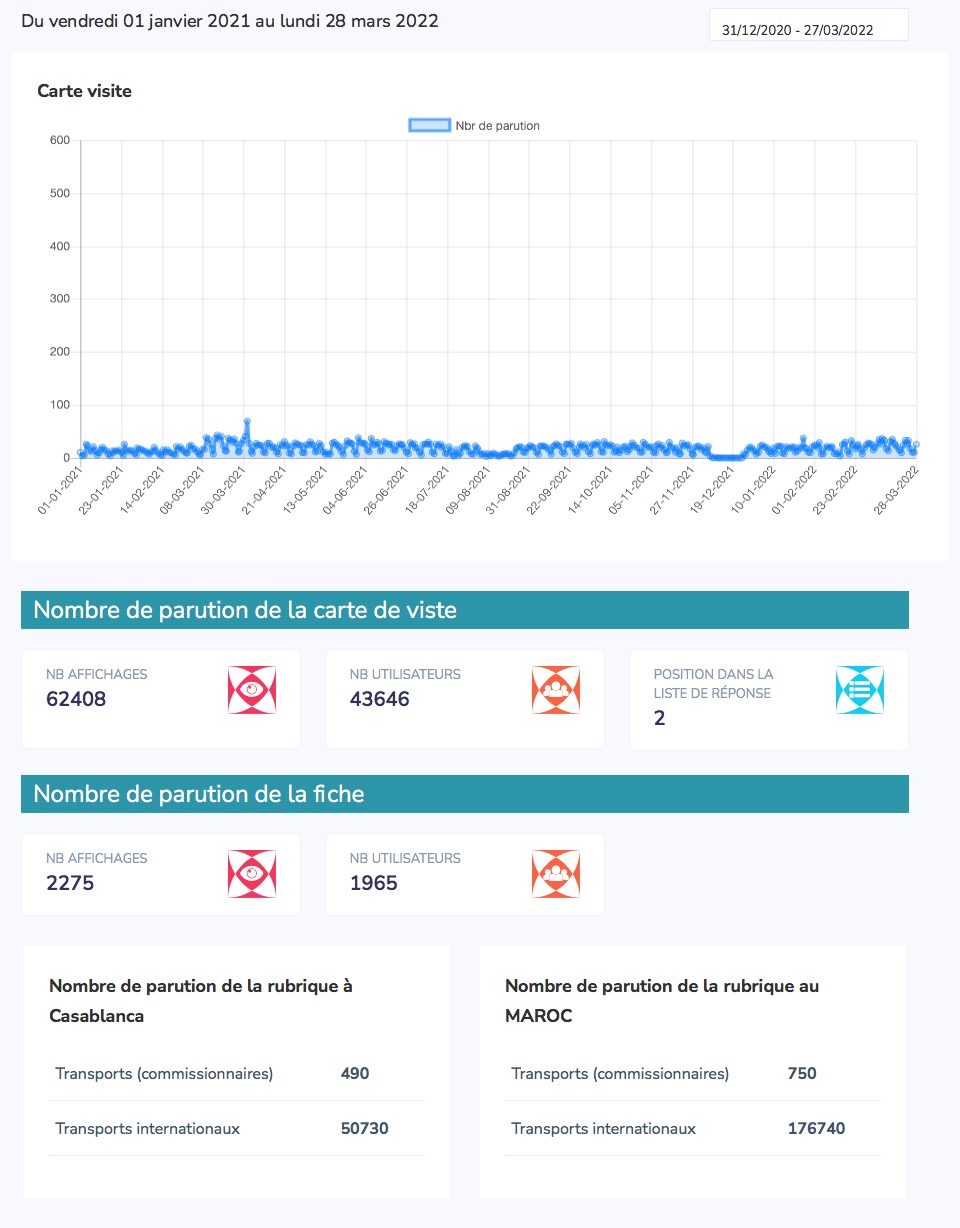 Du vendredi 01 janvier 2021 au lundi 28 mars 2022
31/12/2020 - 27/03/2022
Carte visite
Nbr de parution
600
500
400
300
200
100
0
01-01-2021
23-01-2021
14-02-2021
08-03-2021
30-03-2021
21-04-2021
13-05-2021
04-06-2021
26-06-2021
18-07-2021
09-08-2021
31-08-2021
22-09-2021
14-10-2021
05-11-2021
27-11-2021
19-12-2021
10-01-2022
01-02-2022
23-02-2022
28-03-2022
Nombre de parution de la carte de viste
NB AFFICHAGES
62408
NB UTILISATEURS
43646
POSITION DANS LA
LISTE DE RÉPONSE
2
Nombre de parution de la fiche
NB AFFICHAGES
2275
NB UTILISATEURS
1965
Nombre de parution de la rubrique à
Casablanca
Transports (commissionnaires) 490
Transports internationaux 50730
Nombre de parution de la rubrique au
MAROC
Transports (commissionnaires) 750
Transports internationaux 176740